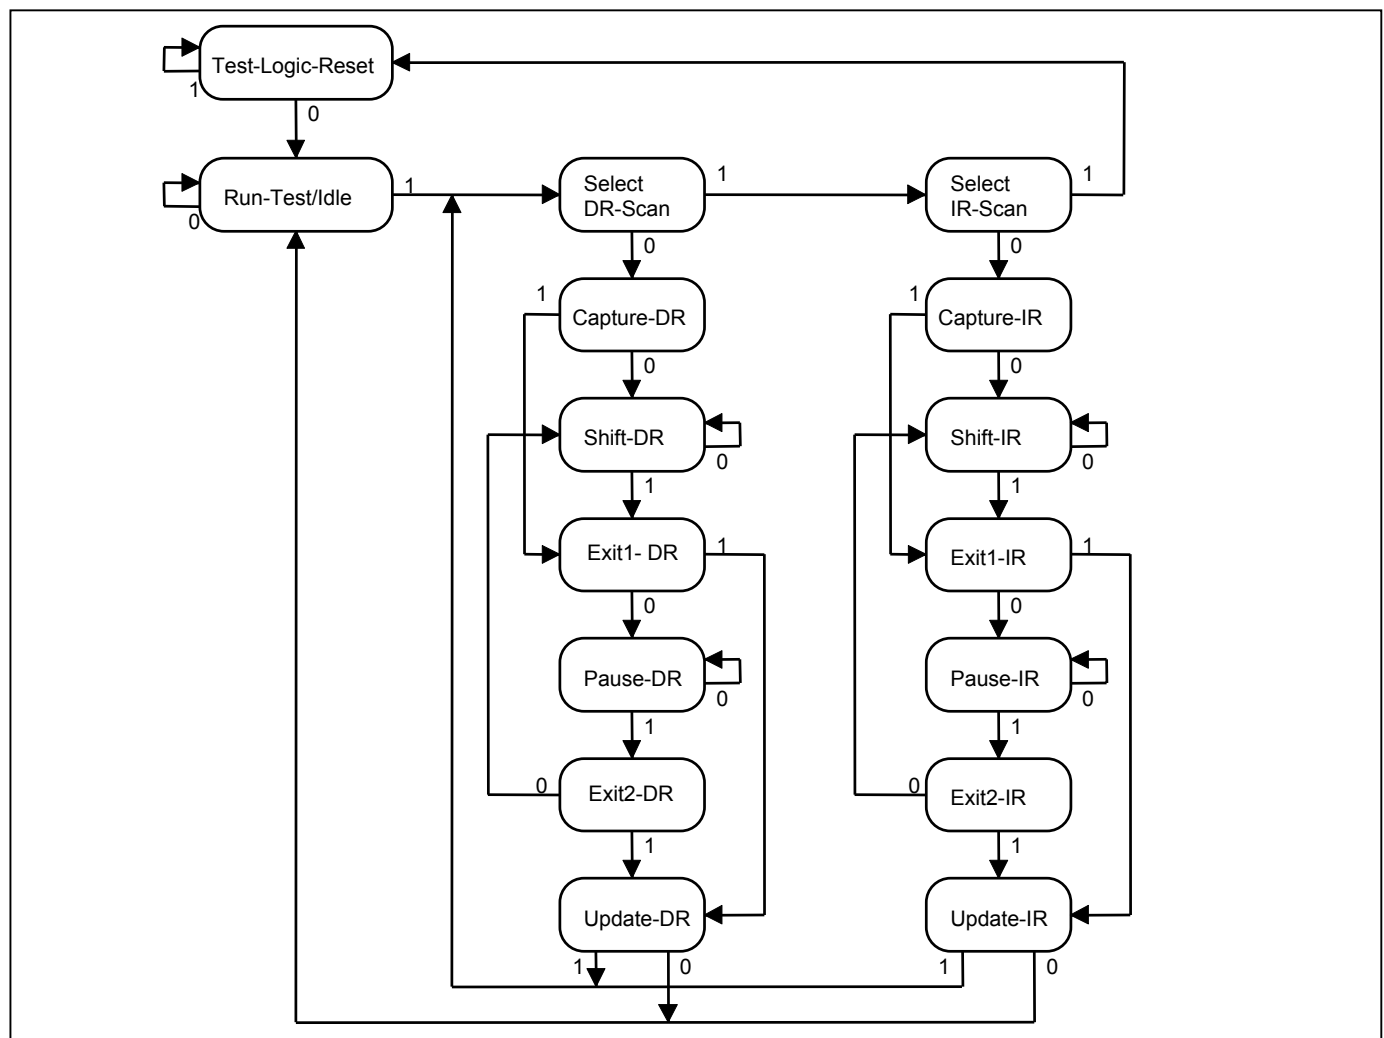 Test-Logic-Reset
1
0
Run-Test/Idle
1
0
Select
DR-Scan
1
0
Select
IR-Scan
1
0
1
Capture-DR
0
1
Capture-IR
0
Shift-DR
0
1
Shift-IR
0
1
Exit1- DR
1
0
Exit1-IR
1
0
Pause-DR
0
1
Pause-IR
0
1
0
Exit2-DR
1
0
Exit2-IR
1
Update-DR
1
0
Update-IR
1
0